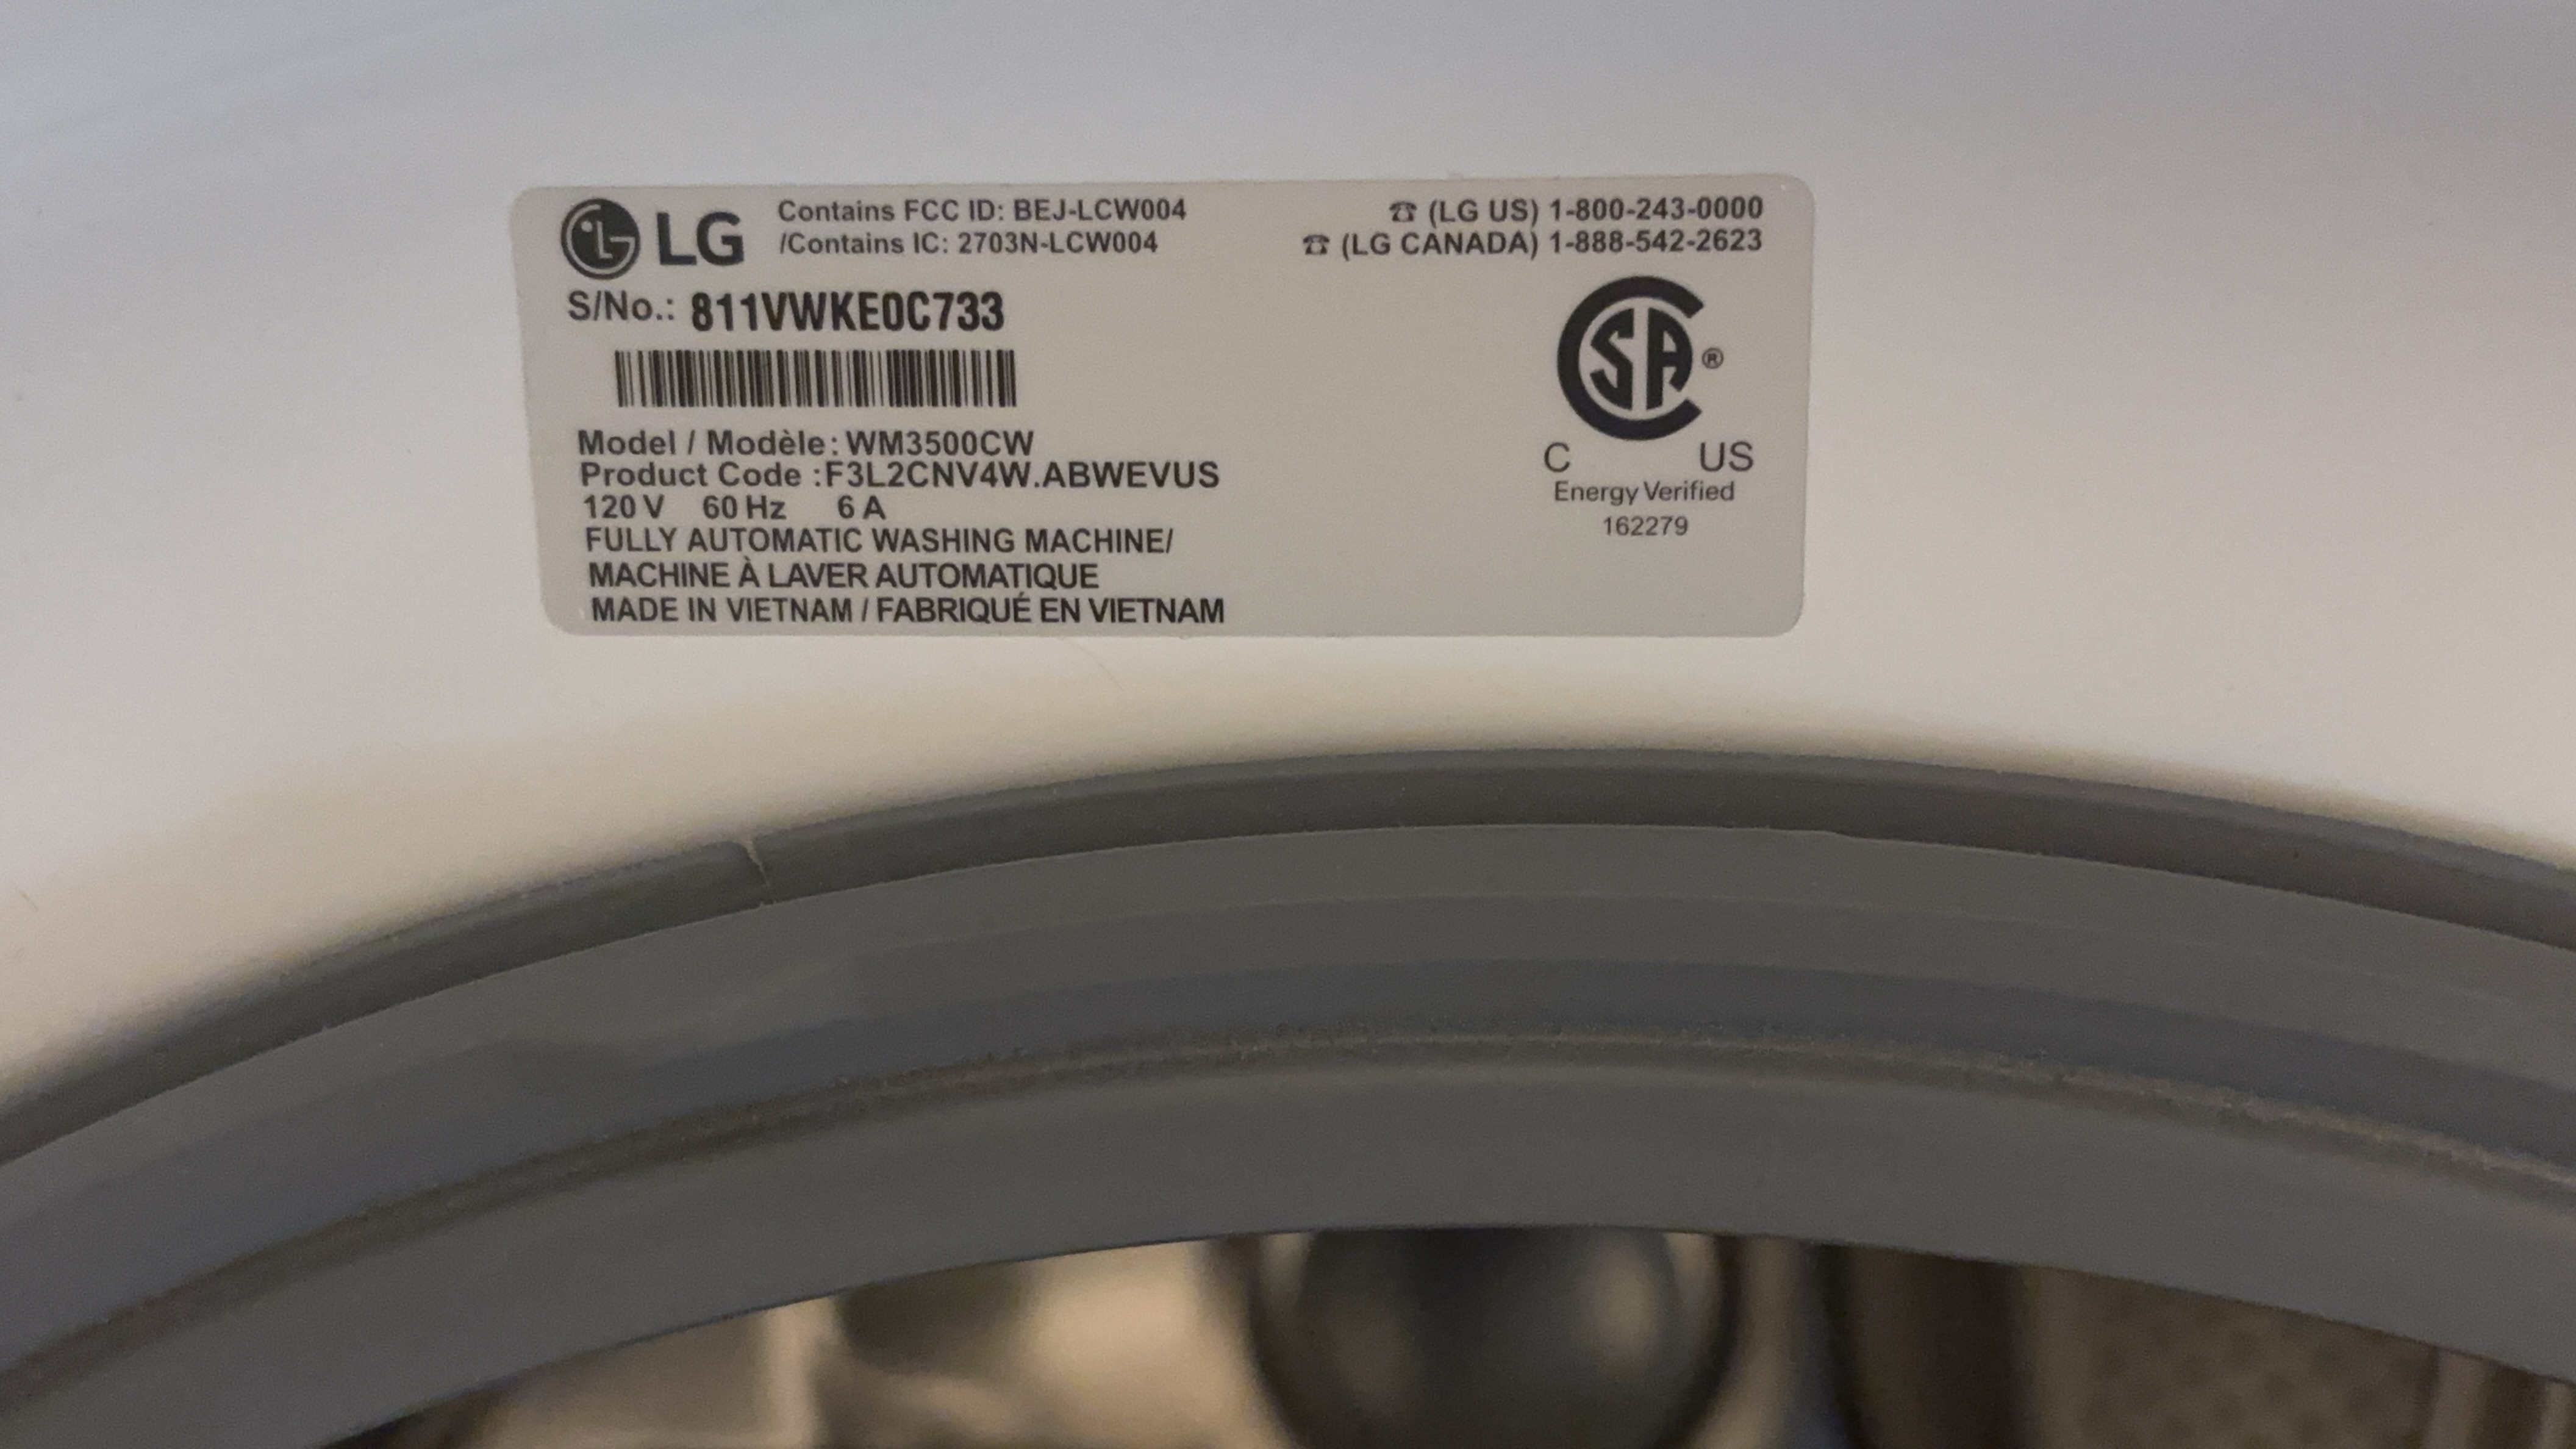 LG Contains FCC ID: BEJ-LCW004
/Contains IC: 2703N-LCW004
☎ (LG US) 1-800-243-0000
☎ (LG CANADA) 1-888-542-2623
S/No.: 811VWKE0C733
Model / Modèle: WM3500CW
Product Code :F3L2CNV4W.ABWEVUS
120 V 60 Hz 6 A
FULLY AUTOMATIC WASHING MACHINE/
MACHINE À LAVER AUTOMATIQUE
MADE IN VIETNAM / FABRIQUÉ EN VIETNAM
CSA ®
C US
Energy Verified
162279